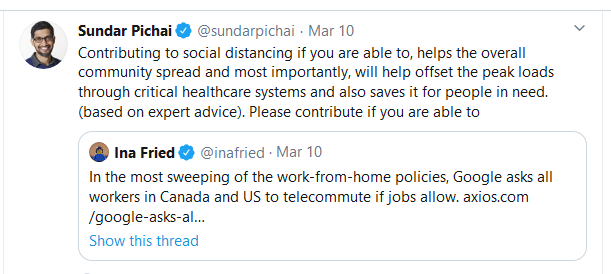 Sundar Pichai @sundarpichai · Mar 10
Contributing to social distancing if you are able to, helps the overall
community spread and most importantly, will help offset the peak loads
through critical healthcare systems and also saves it for people in need.
(based on expert advice). Please contribute if you are able to
Ina Fried @inafried · Mar 10
In the most sweeping of the work-from-home policies, Google asks all
workers in Canada and US to telecommute if jobs allow. axios.com
/google-asks-al...
Show this thread